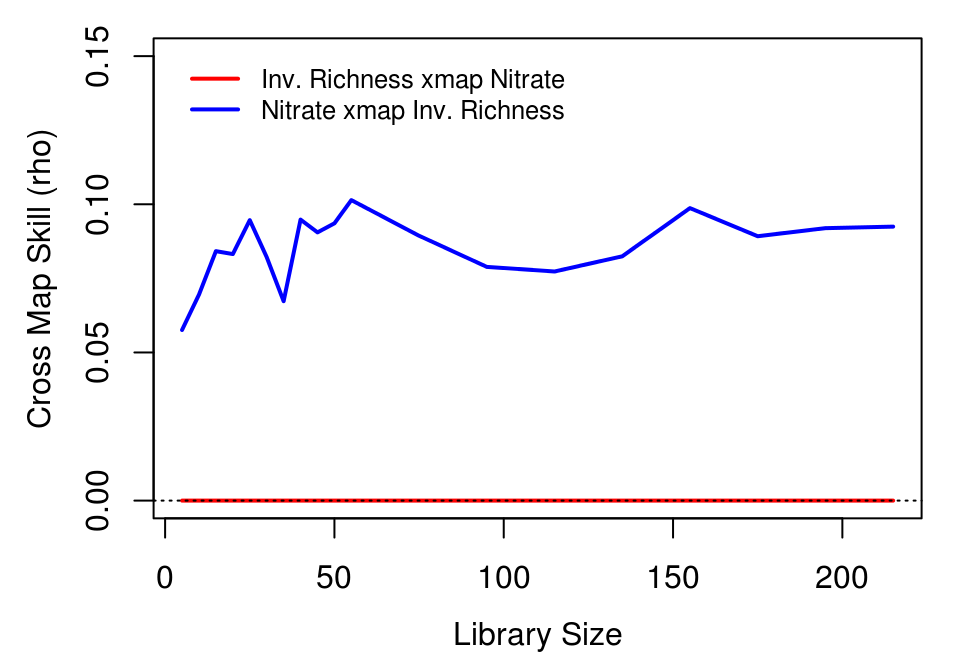 0.15
Inv. Richness xmap Nitrate
Nitrate xmap Inv. Richness
0.10
Cross Map Skill (rho)
0.05
0.00
0 50 100 150 200
Library Size